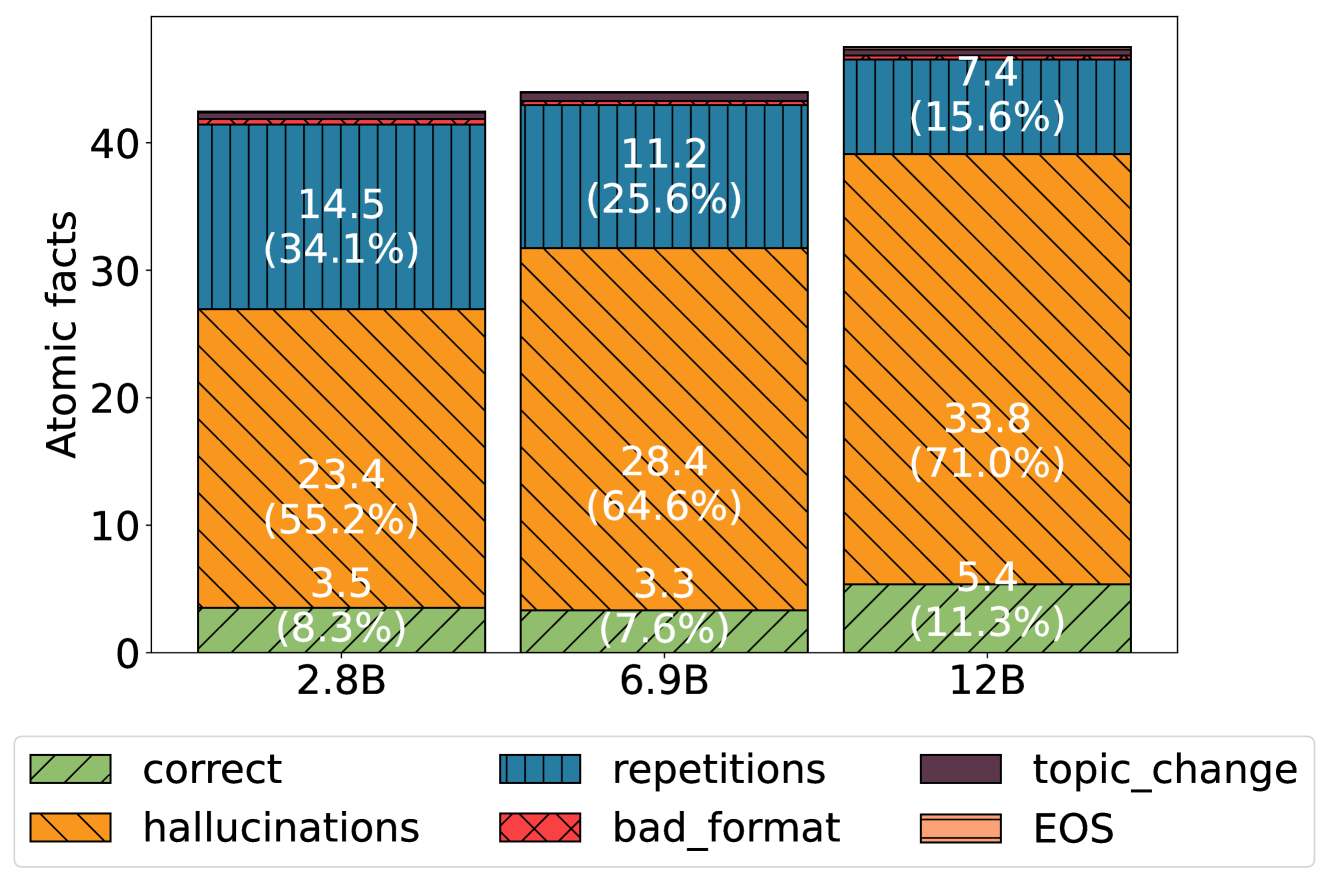 Atomic facts
40
30
20
10
0
14.5
(34.1%)
23.4
(55.2%)
3.5
(8.3%)
11.2
(25.6%)
28.4
(64.6%)
3.3
(7.6%)
7.4
(15.6%)
33.8
(71.0%)
5.4
(11.3%)
2.8B
6.9B
12B
correct
hallucinations
repetitions
bad_format
topic_change
EOS